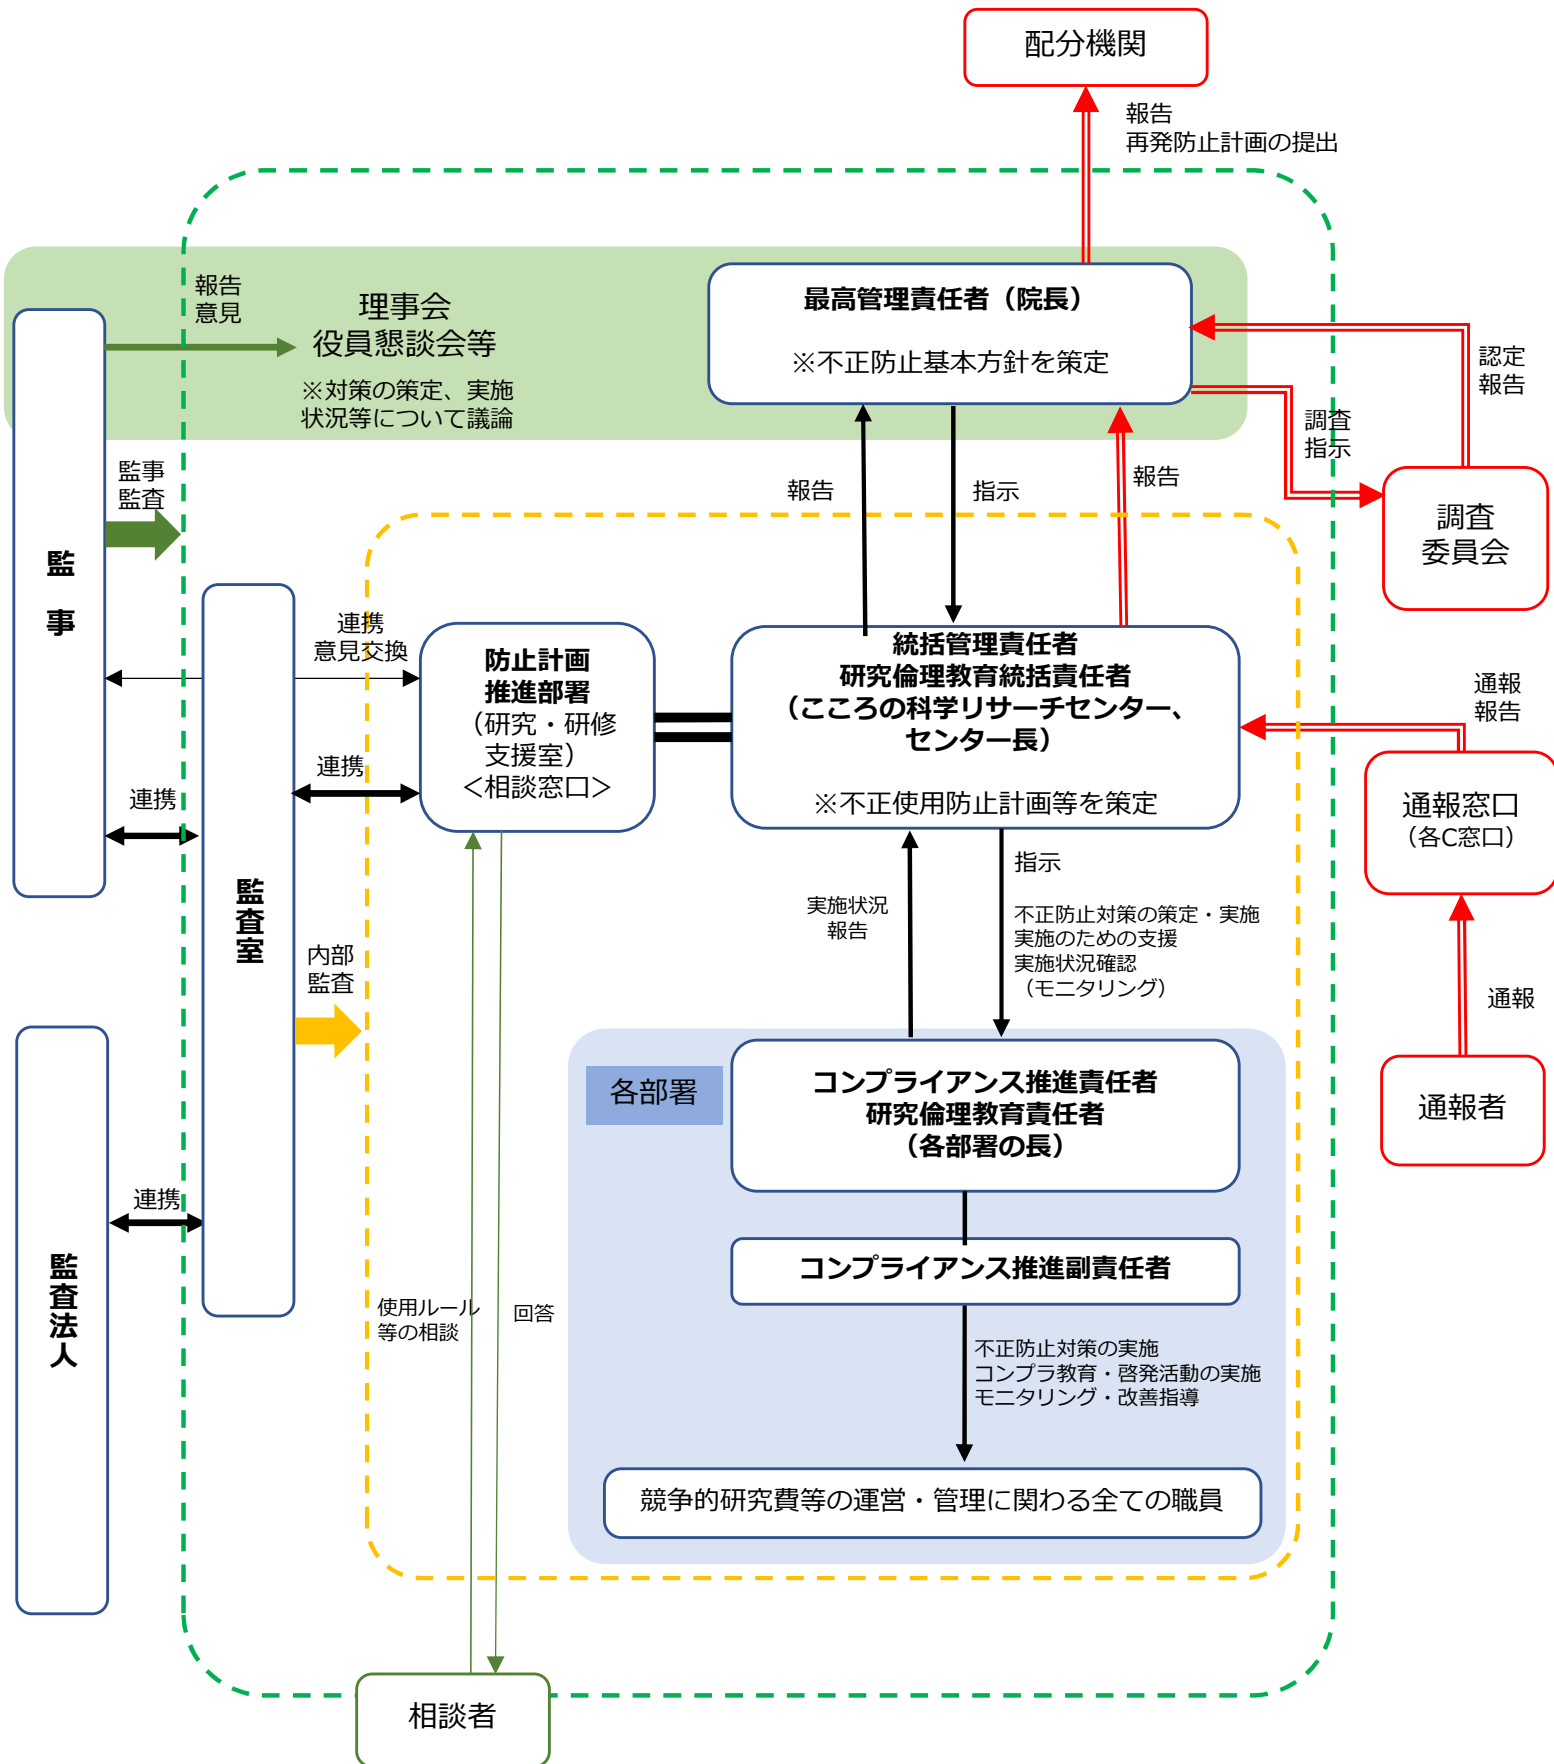 配分機関
報告
再発防止計画の提出
報告
意見
理事会
役員懇談会等
※対策の策定、実施
状況等について議論
最高管理責任者（院長）
※不正防止基本方針を策定
認定
報告
調査
指示
監事
監査
報告
指示
報告
調査
委員会
監　事
連携
意見交換
防止計画
推進部署
（研究・研修
支援室）
＜相談窓口＞
統括管理責任者
研究倫理教育統括責任者
（こころの科学リサーチセンター、
センター長）
※不正使用防止計画等を策定
通報
報告
連携
連携
通報窓口
（各C窓口）
監査室
内部
監査
実施状況
報告
指示
不正防止対策の策定・実施
実施のための支援
実施状況確認
（モニタリング）
通報
各部署
コンプライアンス推進責任者
研究倫理教育責任者
（各部署の長）
通報者
連携
監査法人
コンプライアンス推進副責任者
使用ルール
等の相談
回答
不正防止対策の実施
コンプラ教育・啓発活動の実施
モニタリング・改善指導
競争的研究費等の運営・管理に関わる全ての職員
相談者